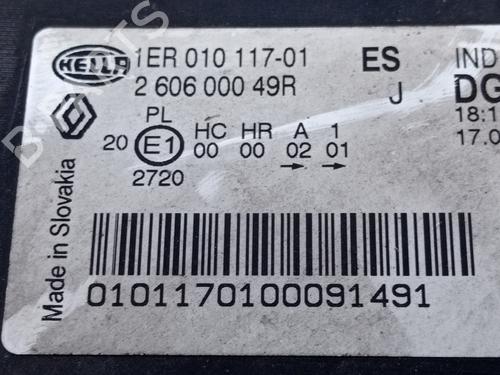 HELLA 1ER 010 117-01 ES IND
2 606 000 49R J DG
PL 18:1
20 E1 HC HR A 1 17.0
00 00 02 01
2720
Made in Slovakia
0101170100091491